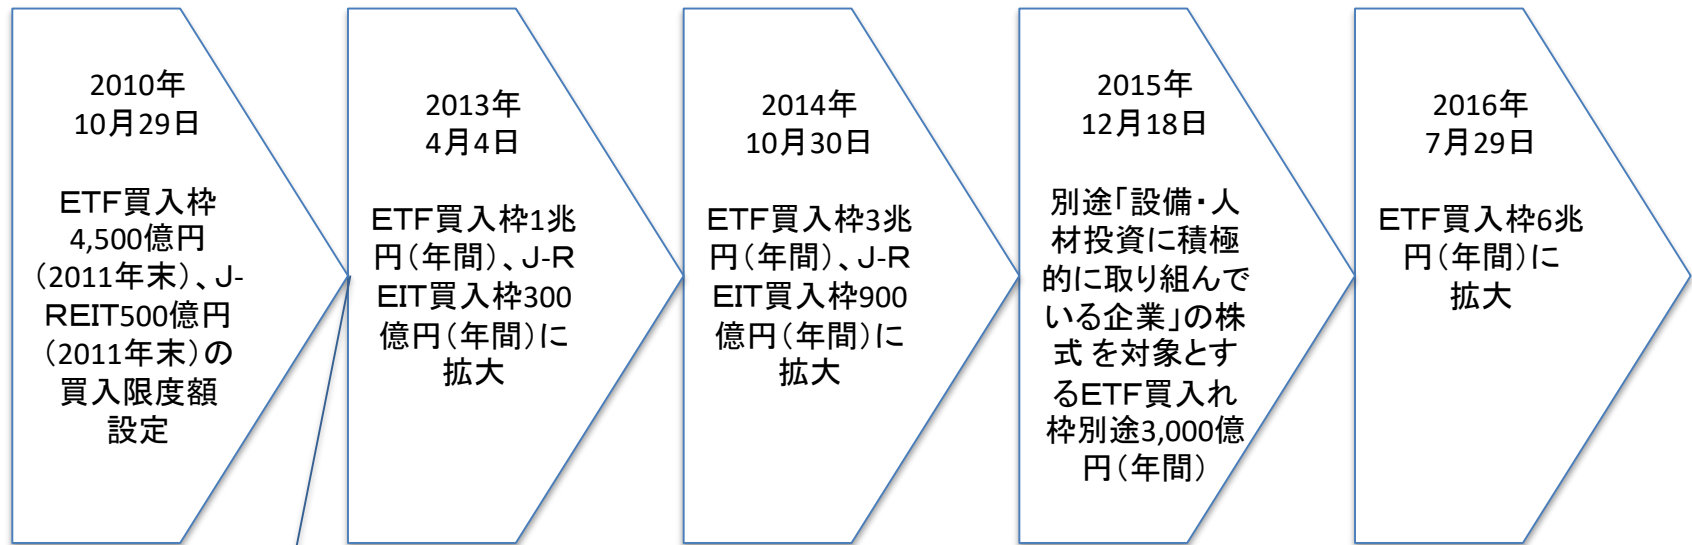 2010年
10月29日
ＥＴＦ買入枠
4,500億円
（2011年末）、Ｊ-
ＲＥＩＴ500億円
（2011年末）の
買入限度額
設定
2013年
4月4日
ＥＴＦ買入枠1兆
円（年間）、Ｊ-Ｒ
ＥＩＴ買入枠300
億円（年間）に
拡大
2014年
10月30日
ＥＴＦ買入枠3兆
円（年間）、Ｊ-Ｒ
ＥＩＴ買入枠900
億円（年間）に
拡大
2015年
12月18日
別途「設備・人
材投資に積極
的に取り組んで
いる企業」の株
式 を対象とす
るＥＴＦ買入れ
枠別途3,000億
円（年間）
2016年
7月29日
ＥＴＦ買入枠6兆
円（年間）に
拡大